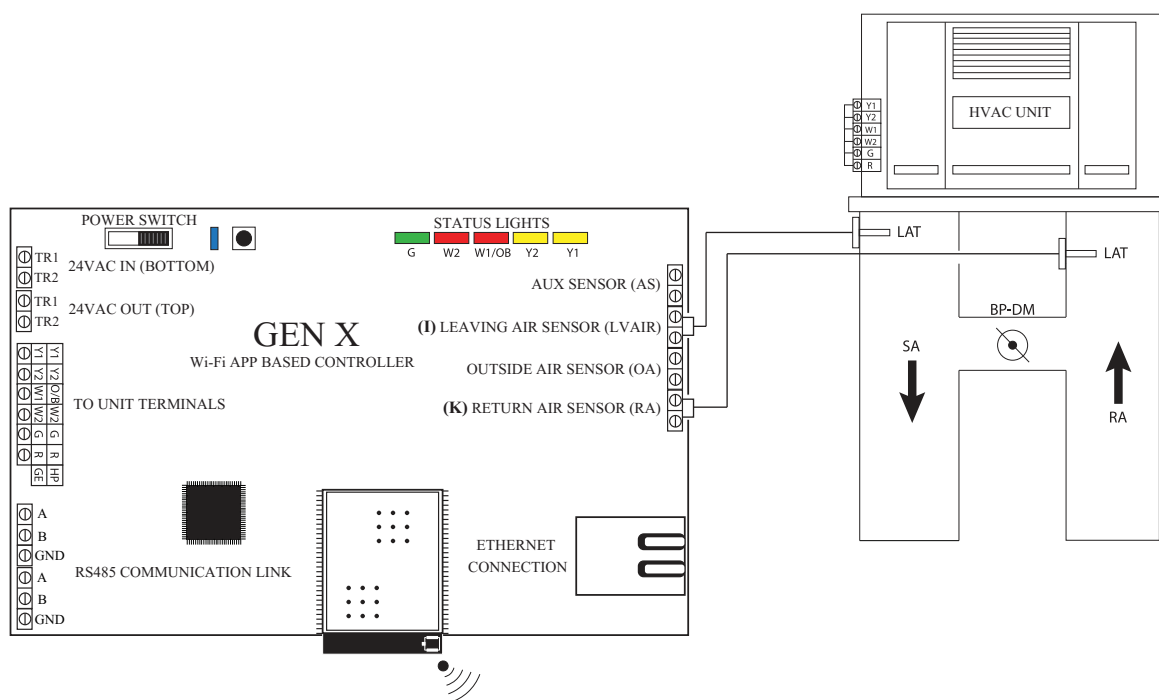 POWER SWITCH
STATUS LIGHTS
G
W2
W1/OB
Y2
Y1
TR1
TR2
24VAC IN (BOTTOM)
TR1
TR2
24VAC OUT (TOP)
GEN X
Wi-Fi APP BASED CONTROLLER
AUX SENSOR (AS)
(I) LEAVING AIR SENSOR (LVAIR)
OUTSIDE AIR SENSOR (OA)
(K) RETURN AIR SENSOR (RA)
Y1 Y1
Y2 Y2
W1 O/B
W2 W2
G G
R R
GE HP
TO UNIT TERMINALS
A
B
GND
A
B
GND
RS485 COMMUNICATION LINK
ETHERNET
CONNECTION
HVAC UNIT
Y1
Y2
W1
W2
G
R
LAT
LAT
BP-DM
SA
RA